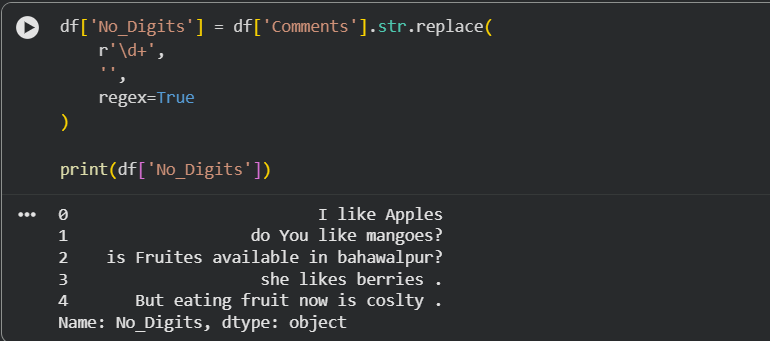 df['No_Digits'] = df['Comments'].str.replace(
    r'\d+',
    '',
    regex=True
)
print(df['No_Digits'])
0                          I like Apples
1                   do You like mangoes?
2    is Fruites available in bahawalpur?
3                    she likes berries .
4       But eating fruit now is coslty .
Name: No_Digits, dtype: object